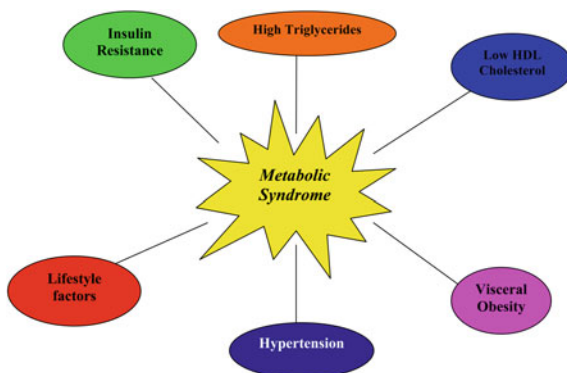 Insulin
Resistance
High Triglycerides
Low HDL
Cholesterol
Metabolic
Syndrome
Lifestyle
factors
Visceral
Obesity
Hypertension